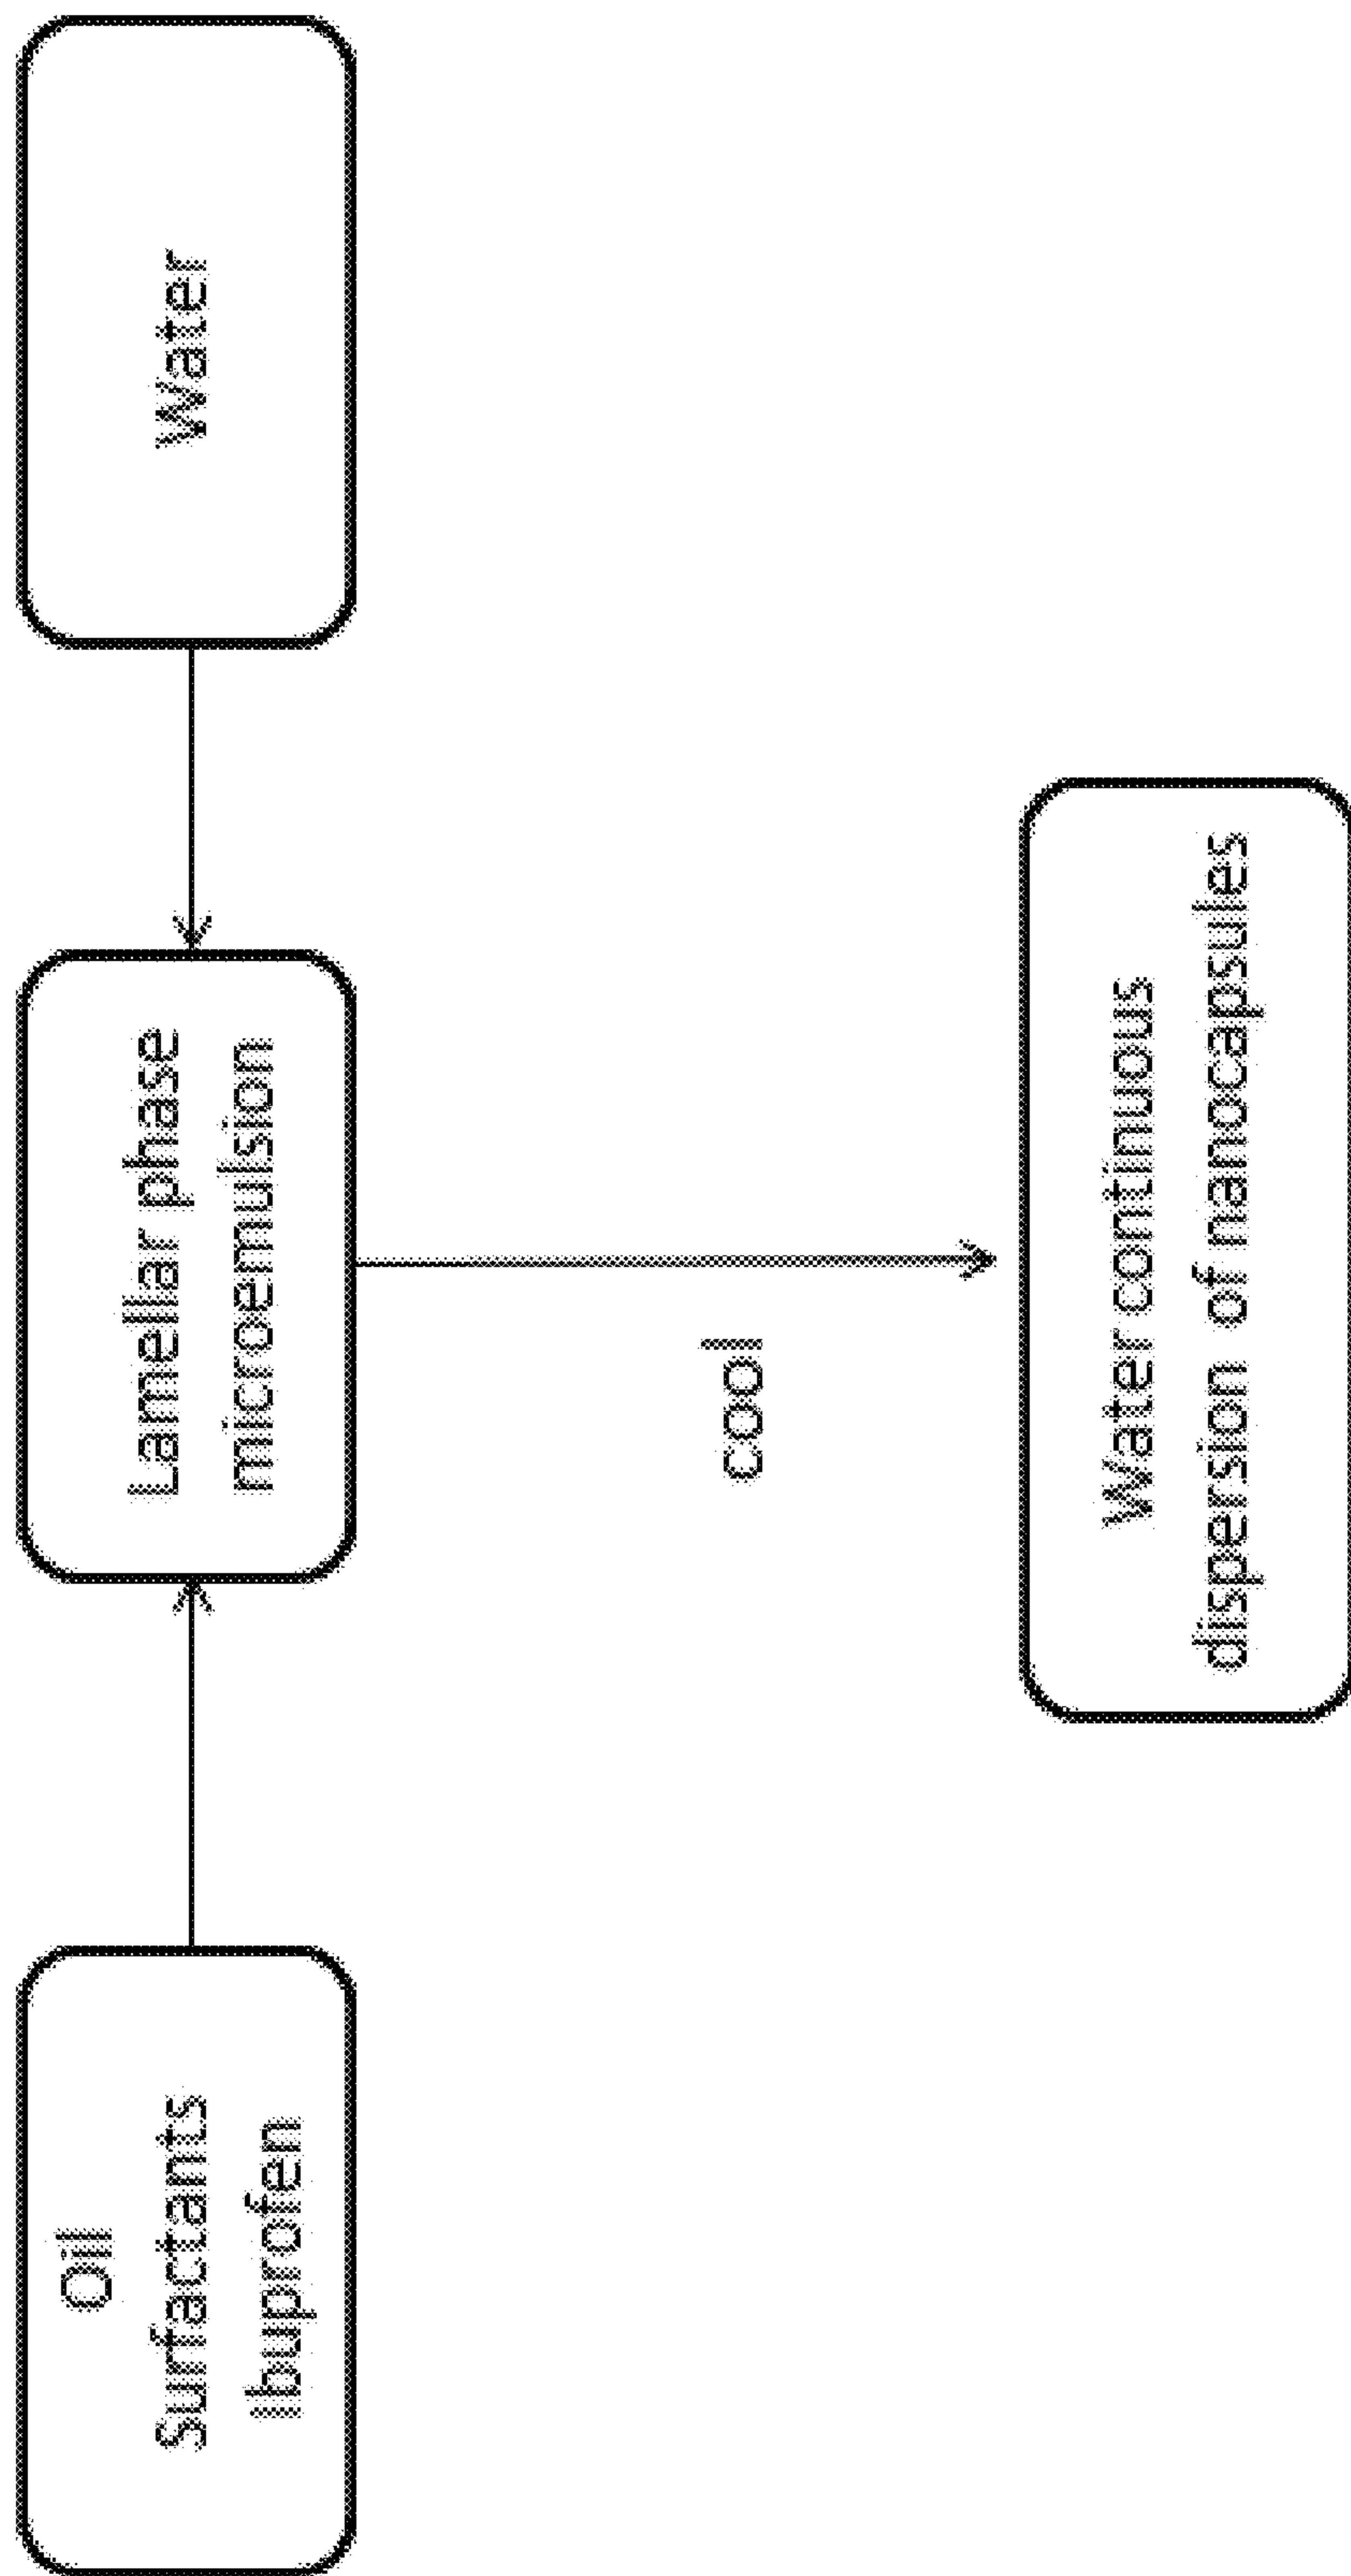 Oil
Surfactants
Ibuprofen
Lamellar phase
microemulsion
Water
cool
Water continuous
dispersion of nanocapsules